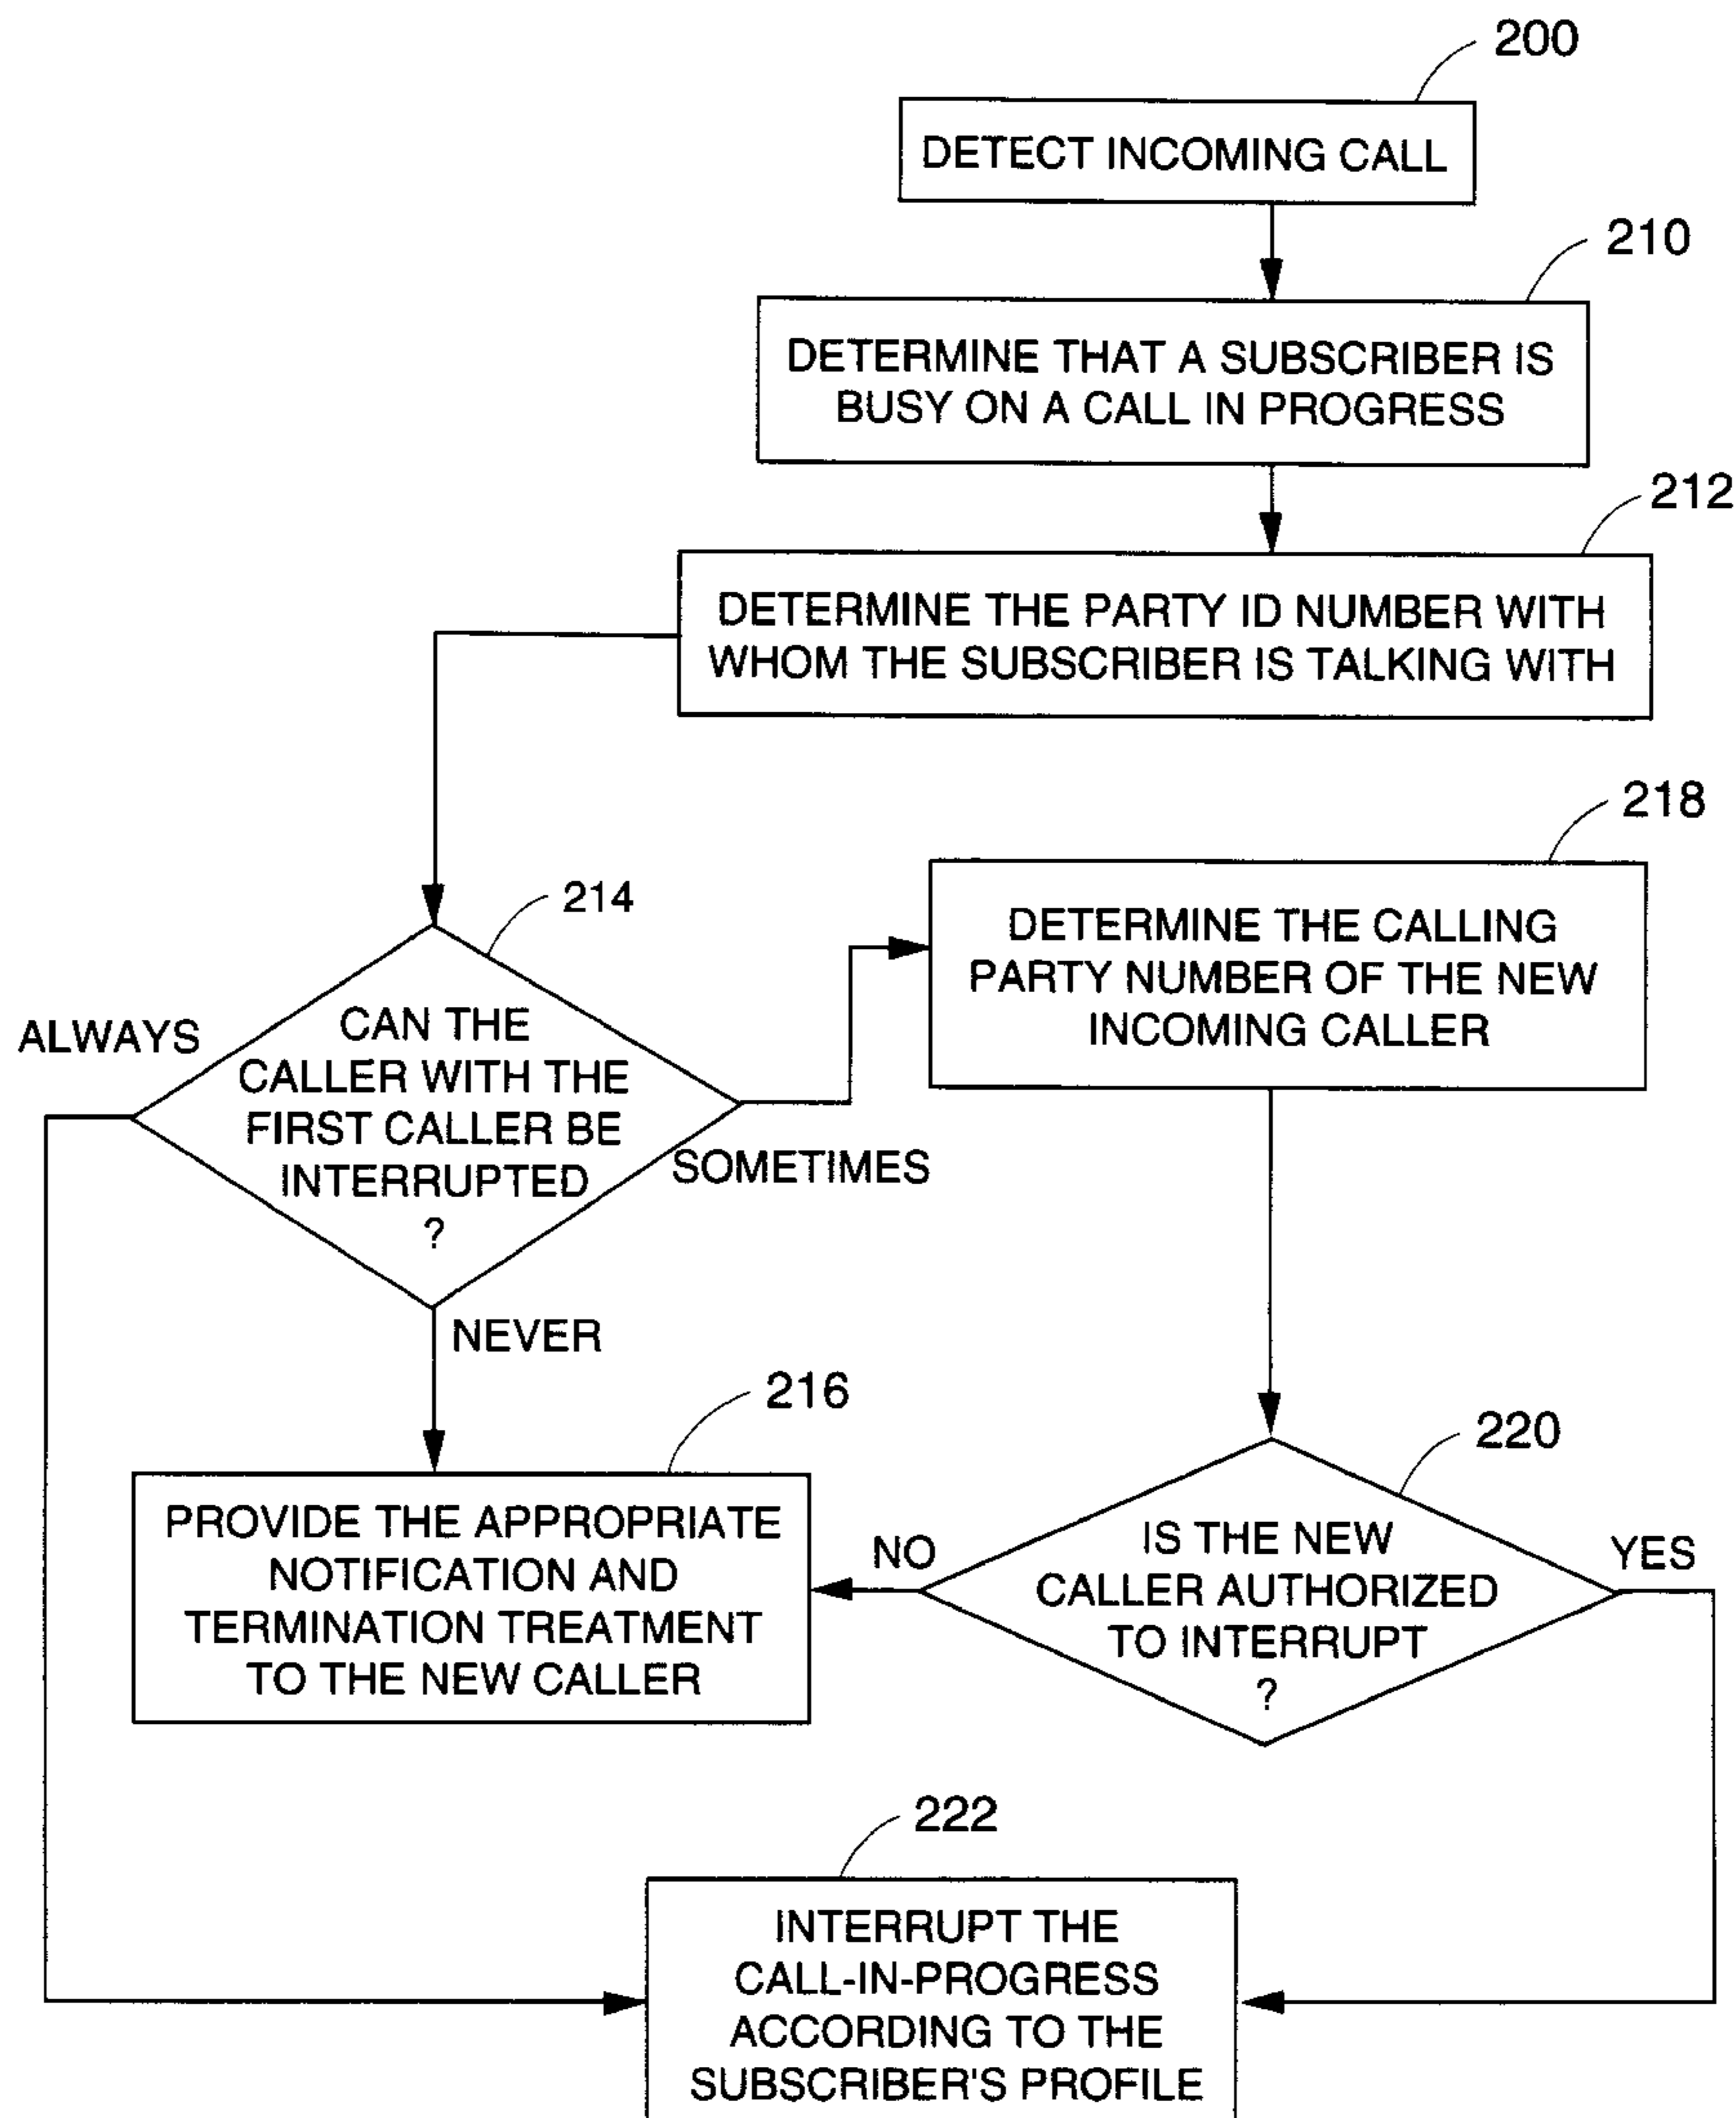 200
DETECT INCOMING CALL
210
DETERMINE THAT A SUBSCRIBER IS
BUSY ON A CALL IN PROGRESS
212
DETERMINE THE PARTY ID NUMBER WITH
WHOM THE SUBSCRIBER IS TALKING WITH
218
DETERMINE THE CALLING
PARTY NUMBER OF THE NEW
INCOMING CALLER
214
ALWAYS
CAN THE
CALLER WITH THE
FIRST CALLER BE
INTERRUPTED
?
SOMETIMES
NEVER
216
PROVIDE THE APPROPRIATE
NOTIFICATION AND
TERMINATION TREATMENT
TO THE NEW CALLER
220
NO
IS THE NEW
CALLER AUTHORIZED
TO INTERRUPT
?
YES
222
INTERRUPT THE
CALL-IN-PROGRESS
ACCORDING TO THE
SUBSCRIBER'S PROFILE